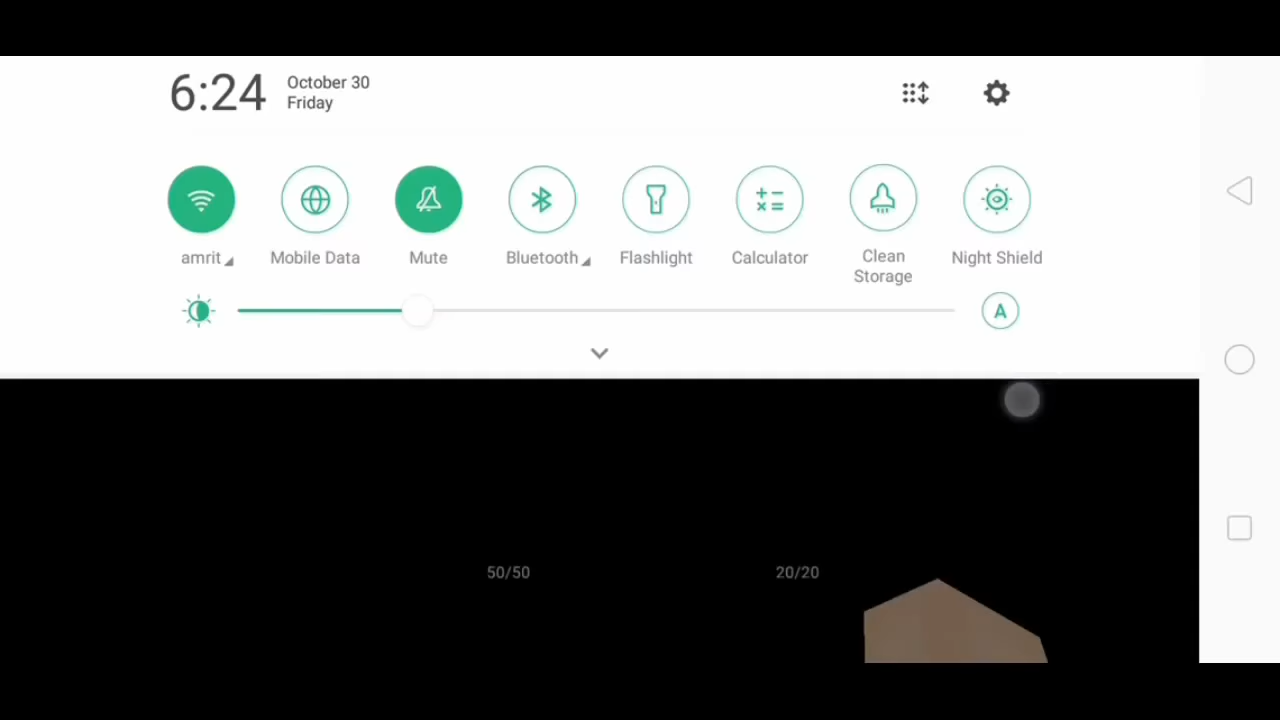 6:24
October 30
Friday
amrit
Mobile Data
Mute
Bluetooth
Flashlight
Calculator
Clean
Storage
Night Shield
A
50/50
20/20